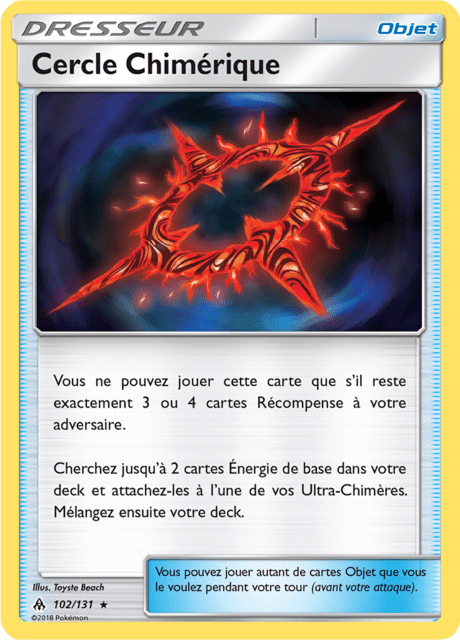 DRESSEUR
Objet
Cercle Chimérique
Vous ne pouvez jouer cette carte que s'il reste
exactement 3 ou 4 cartes Récompense à votre
adversaire.
Cherchez jusqu'à 2 cartes Énergie de base dans votre
deck et attachez-les à l'une de vos Ultra-Chimères.
Mélangez ensuite votre deck.
Vous pouvez jouer autant de cartes Objet que vous
le voulez pendant votre tour (avant votre attaque).
Illus. Toyste Beach
102/131 ★
©2018 Pokémon